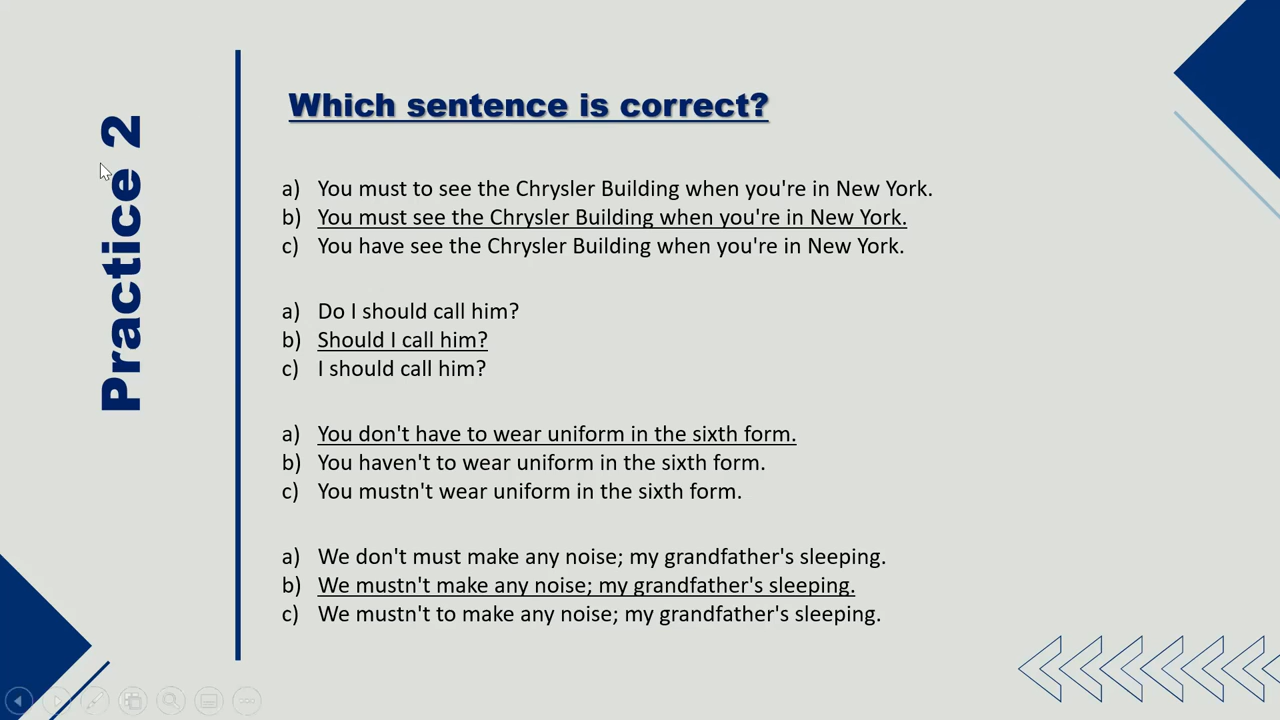 Practice 2
Which sentence is correct?
a) You must to see the Chrysler Building when you're in New York.
b) You must see the Chrysler Building when you're in New York.
c) You have see the Chrysler Building when you're in New York.
a) Do I should call him?
b) Should I call him?
c) I should call him?
a) You don't have to wear uniform in the sixth form.
b) You haven't to wear uniform in the sixth form.
c) You mustn't wear uniform in the sixth form.
a) We don't must make any noise; my grandfather's sleeping.
b) We mustn't make any noise; my grandfather's sleeping.
c) We mustn't to make any noise; my grandfather's sleeping.